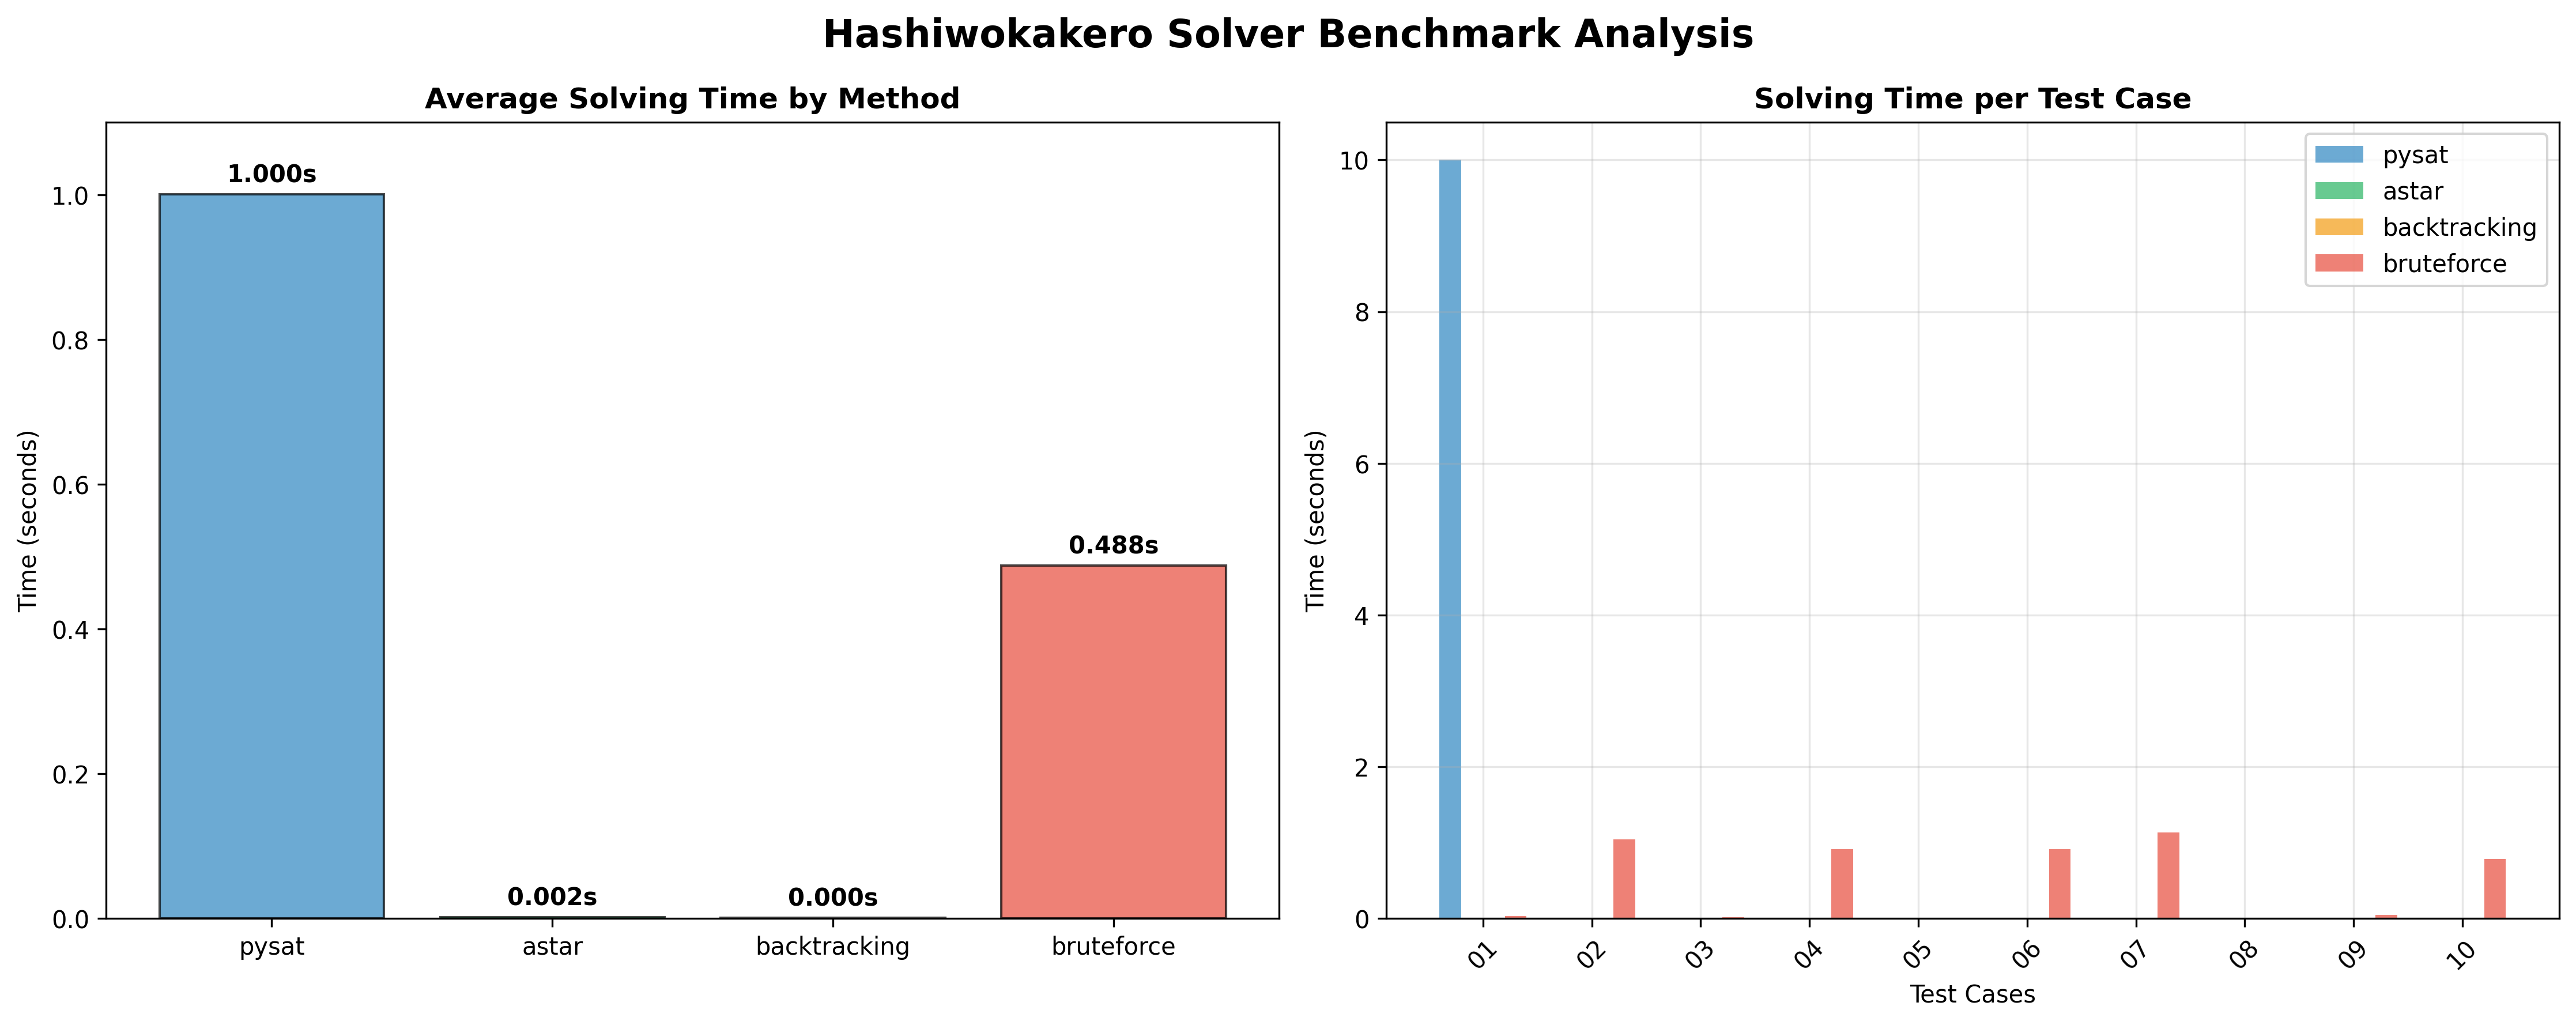 Hashiwokakero Solver Benchmark Analysis
Average Solving Time by Method
Time (seconds)
1.0
0.8
0.6
0.4
0.2
0.0
1.000s
0.002s
0.000s
0.488s
pysat
astar
backtracking
bruteforce
Solving Time per Test Case
Time (seconds)
10
8
6
4
2
0
pysat
astar
backtracking
bruteforce
01
02
03
04
05
06
07
08
09
10
Test Cases